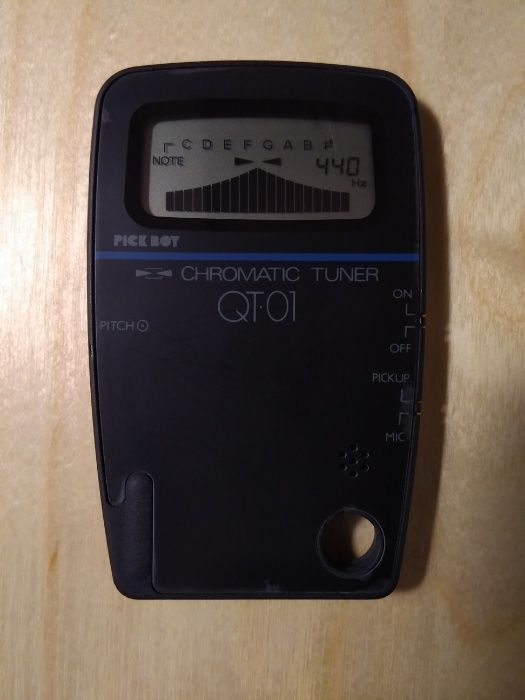 C D E F G A B #
NOTE
440
Hz
PICK BOY
CHROMATIC TUNER
QT·01
ON
PITCH
OFF
PICKUP
MIC